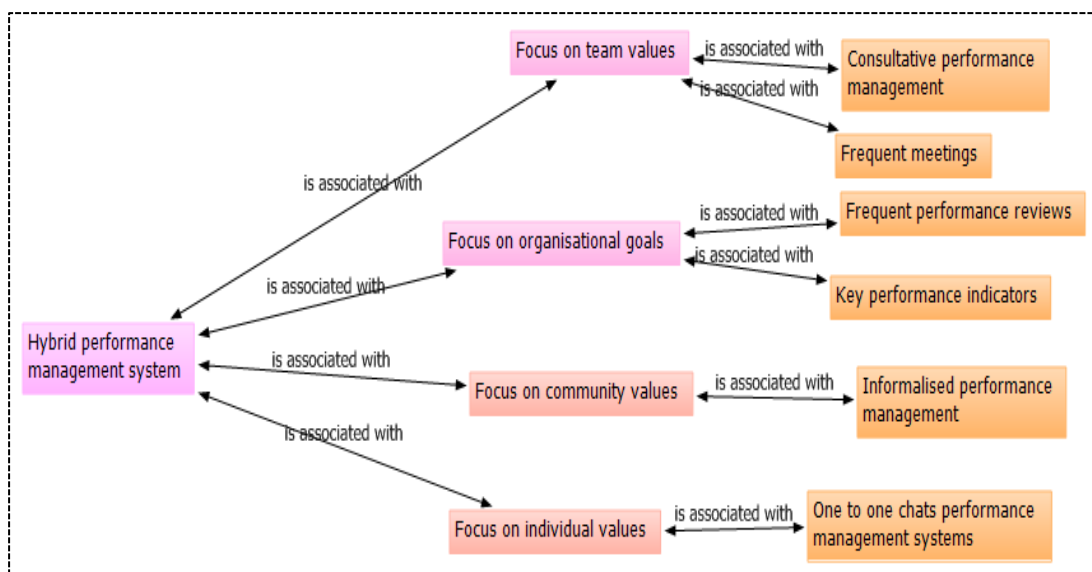 Focus on team values
is associated with
Consultative performance
management
is associated with
Frequent meetings
is associated with
Focus on organisational goals
is associated with
Frequent performance reviews
is associated with
Key performance indicators
is associated with
Hybrid performance
management system
is associated with
Focus on community values
is associated with
Informalised performance
management
is associated with
Focus on individual values
is associated with
One to one chats performance
management systems